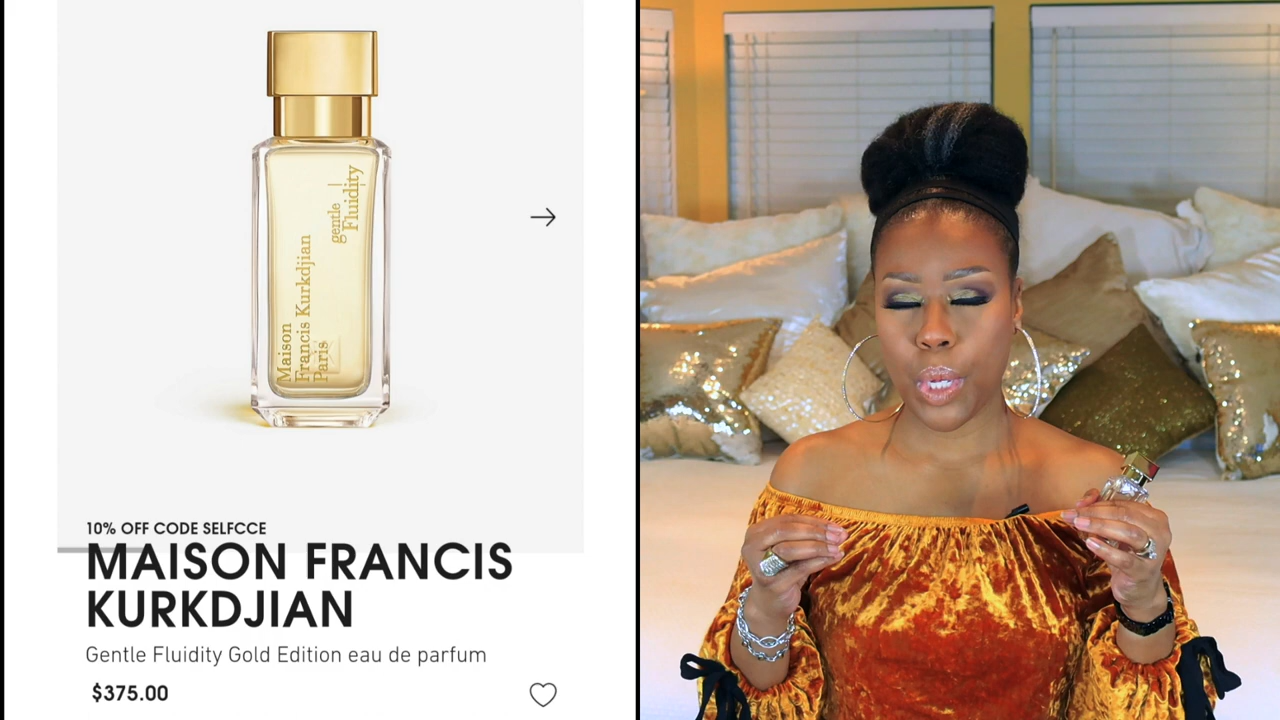 Maison
Francis Kurkdjian
Paris
gentle
Fluidity
10% OFF CODE SELFCCE
MAISON FRANCIS
KURKDJIAN
Gentle Fluidity Gold Edition eau de parfum
$375.00